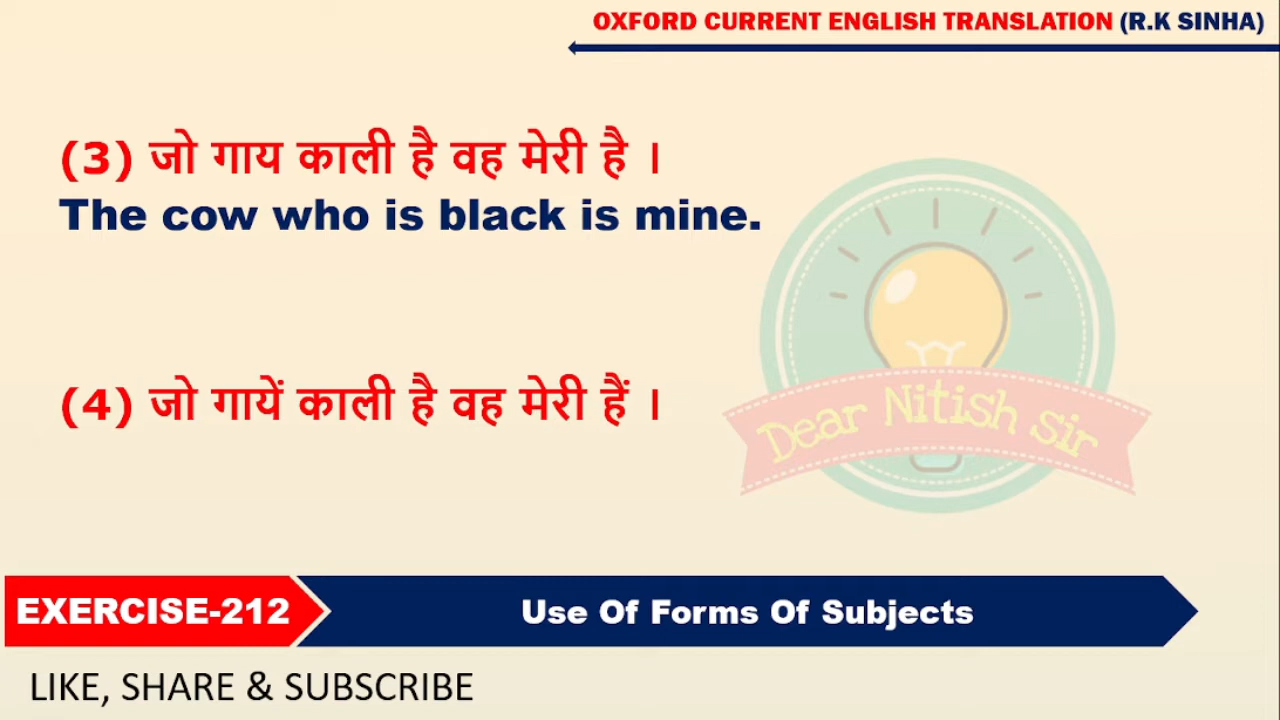 OXFORD CURRENT ENGLISH TRANSLATION (R.K SINHA)
(3) जो गाय काली है वह मेरी है ।
The cow who is black is mine.
(4) जो गायें काली है वह मेरी हैं ।
Dear Nitish sir
EXERCISE-212
Use Of Forms Of Subjects
LIKE, SHARE & SUBSCRIBE